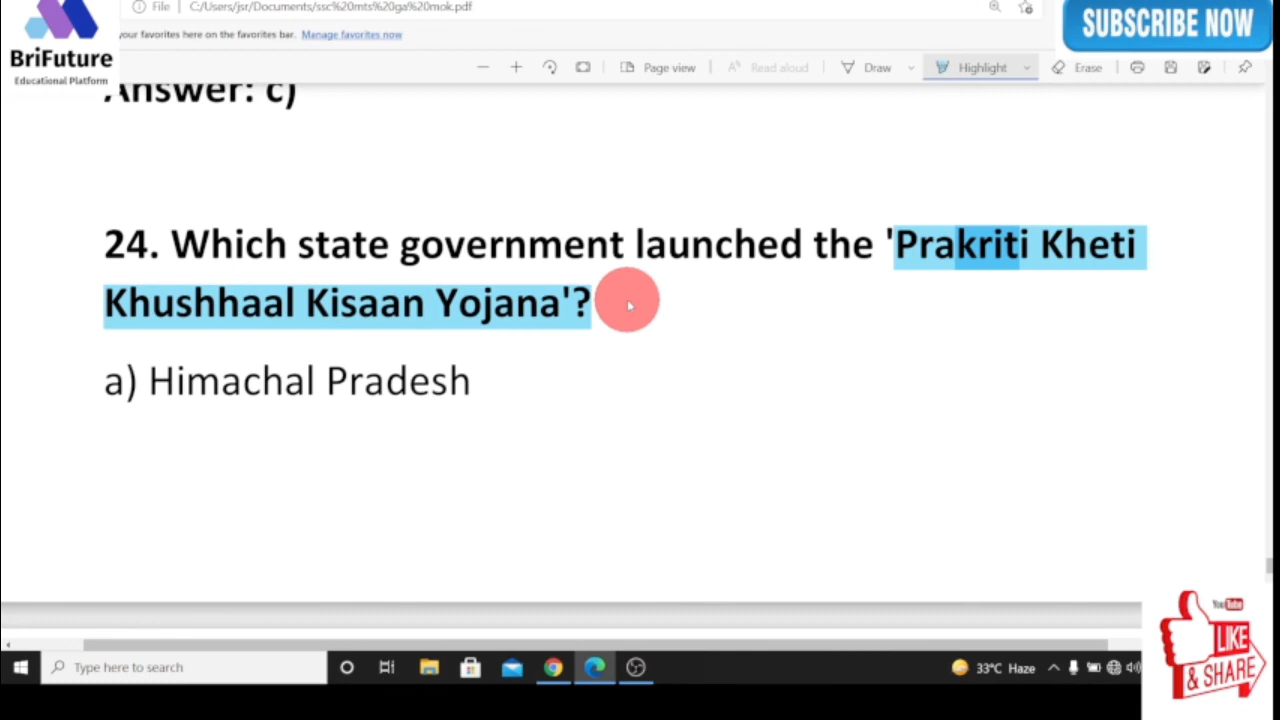 File
C:/Users/jsr/Documents/ssc%20mts%20ga%20mok.pdf
SUBSCRIBE NOW
your favorites here on the favorites bar. Manage favorites now
BriFuture
Educational Platform
Page view
Read aloud
Draw
Highlight
Erase
Answer: c)
24. Which state government launched the 'Prakriti Kheti
Khushhaal Kisaan Yojana'?
a) Himachal Pradesh
YouTube
LIKE
& SHARE
Type here to search
33°C Haze